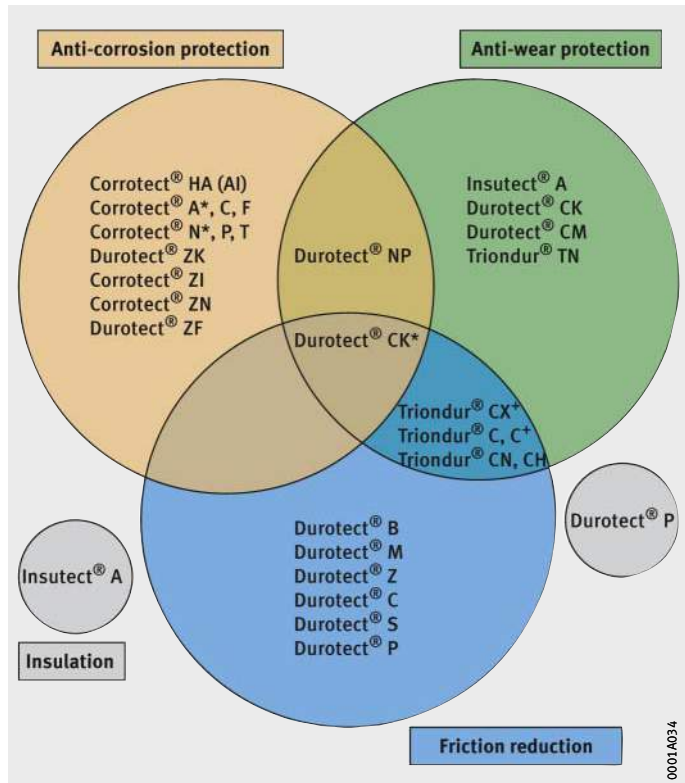 Anti-corrosion protection
Anti-wear protection
Corrotect® HA (AI)
Corrotect® A*, C, F
Corrotect® N*, P, T
Durotect® ZK
Corrotect® ZI
Corrotect® ZN
Durotect® ZF
Insutect® A
Durotect® CK
Durotect® CM
Triondur® TN
Durotect® NP
Durotect® CK*
Triondur® CX⁺
Triondur® C, C⁺
Triondur® CN, CH
Durotect® P
Durotect® B
Durotect® M
Durotect® Z
Durotect® C
Durotect® S
Durotect® P
Insutect® A
Insulation
Friction reduction
0001A034